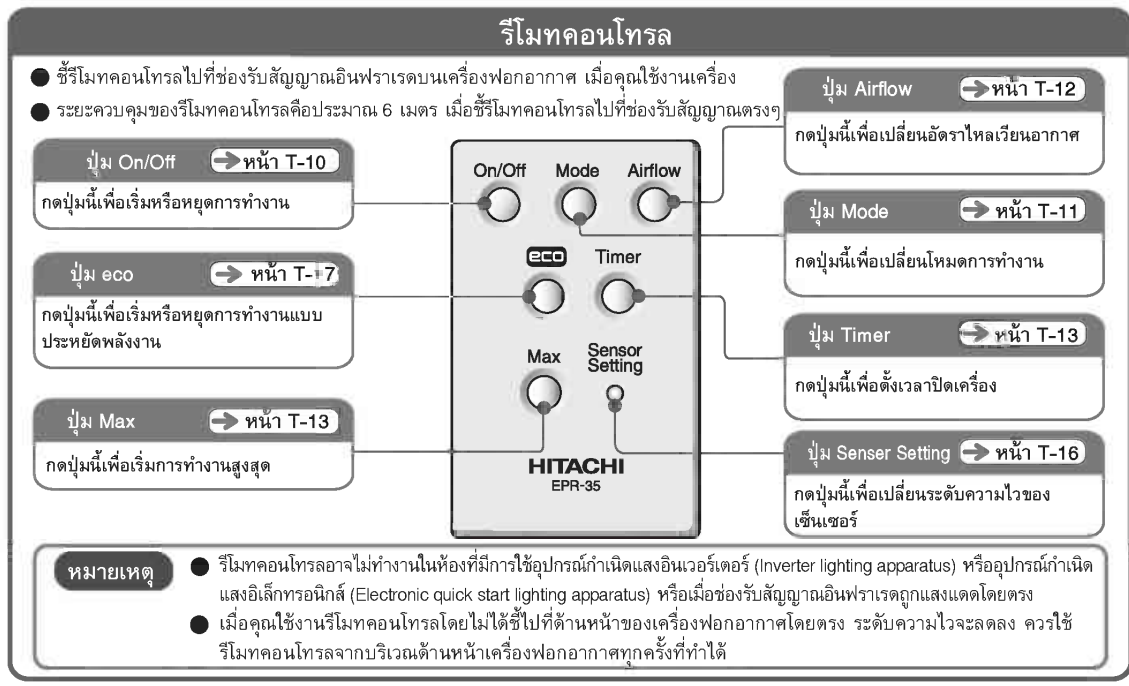 รีโมทคอนโทรล
● ชี้รีโมทคอนโทรลไปที่ช่องรับสัญญาณอินฟราเรดบนเครื่องฟอกอากาศ เมื่อคุณใช้งานเครื่อง
● ระยะควบคุมของรีโมทคอนโทรลคือประมาณ 6 เมตร เมื่อชี้รีโมทคอนโทรลไปที่ช่องรับสัญญาณตรงๆ
ปุ่ม On/Off หน้า T-10
กดปุ่มนี้เพื่อเริ่มหรือหยุดการทำงาน
ปุ่ม eco หน้า T-17
กดปุ่มนี้เพื่อเริ่มหรือหยุดการทำงานแบบ
ประหยัดพลังงาน
ปุ่ม Max หน้า T-13
กดปุ่มนี้เพื่อเริ่มการทำงานสูงสุด
On/Off Mode Airflow
eco Timer
Max Sensor
Setting
HITACHI
EPR-35
ปุ่ม Airflow หน้า T-12
กดปุ่มนี้เพื่อเปลี่ยนอัตราไหลเวียนอากาศ
ปุ่ม Mode หน้า T-11
กดปุ่มนี้เพื่อเปลี่ยนโหมดการทำงาน
ปุ่ม Timer หน้า T-13
กดปุ่มนี้เพื่อตั้งเวลาปิดเครื่อง
ปุ่ม Senser Setting หน้า T-16
กดปุ่มนี้เพื่อเปลี่ยนระดับความไวของ
เซ็นเซอร์
หมายเหตุ
● รีโมทคอนโทรลอาจไม่ทำงานในห้องที่มีการใช้อุปกรณ์กำเนิดแสงอินเวอร์เตอร์ (Inverter lighting apparatus) หรืออุปกรณ์กำเนิด
แสงอิเล็กทรอนิกส์ (Electronic quick start lighting apparatus) หรือเมื่อช่องรับสัญญาณอินฟราเรดถูกแสงแดดโดยตรง
● เมื่อคุณใช้งานรีโมทคอนโทรลโดยไม่ได้ชี้ไปที่ด้านหน้าของเครื่องฟอกอากาศโดยตรง ระดับความไวจะลดลง ควรใช้
รีโมทคอนโทรลจากบริเวณด้านหน้าเครื่องฟอกอากาศทุกครั้งที่ทำได้